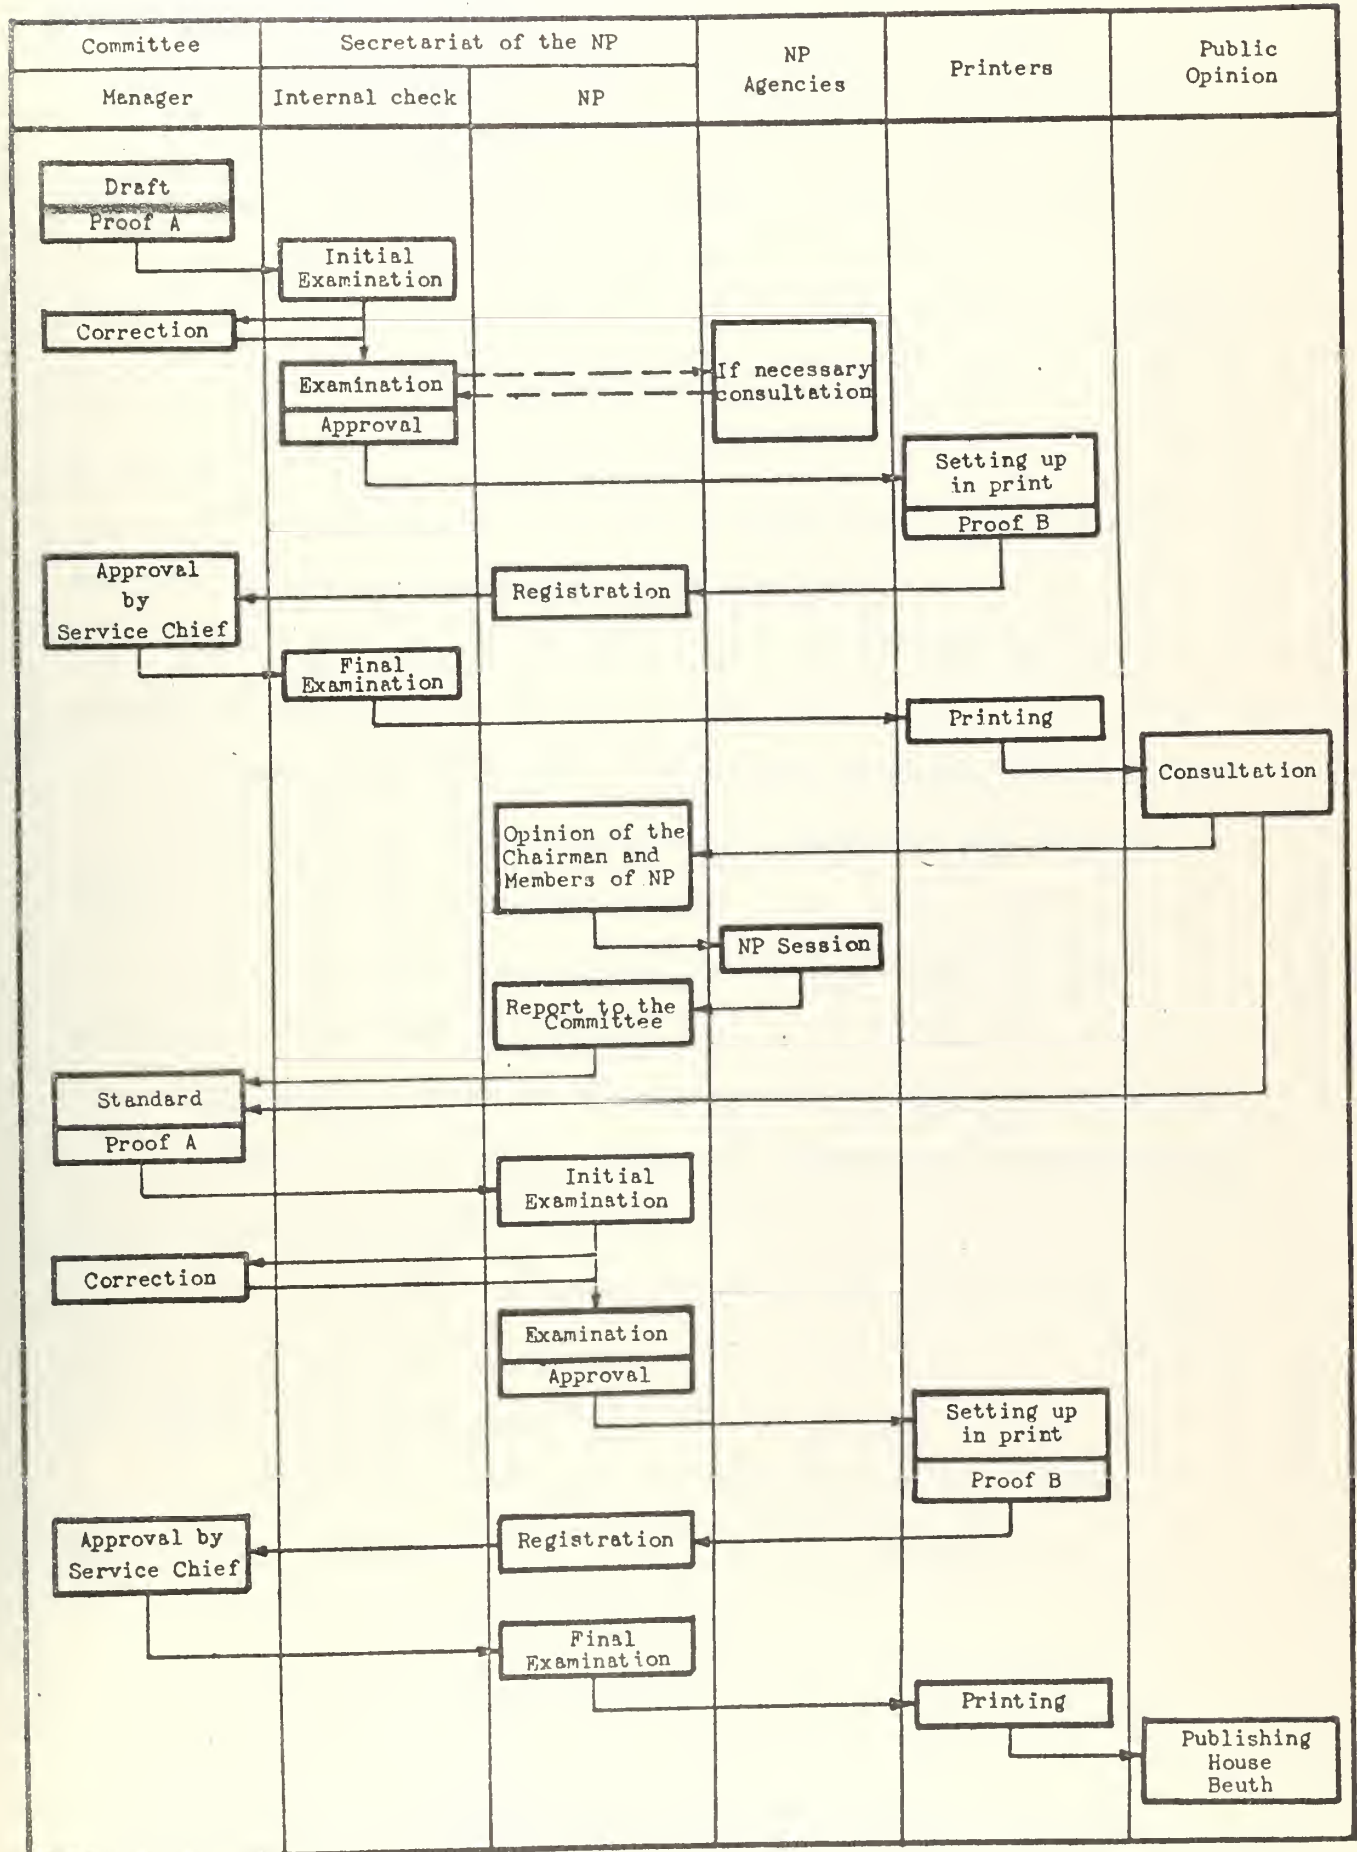 Committee
Secretariat of the NP
NP
Agencies
Printers
Public
Opinion
Manager
Internal check
NP
Draft
Proof A
Initial
Examination
Correction
Examination
Approval
If necessary
consultation
Setting up
in print
Proof B
Approval
by
Service Chief
Registration
Final
Examination
Printing
Consultation
Opinion of the
Chairman and
Members of NP
NP Session
Report to the
Committee
Standard
Proof A
Initial
Examination
Correction
Examination
Approval
Setting up
in print
Proof B
Approval by
Service Chief
Registration
Final
Examination
Printing
Publishing
House
Beuth